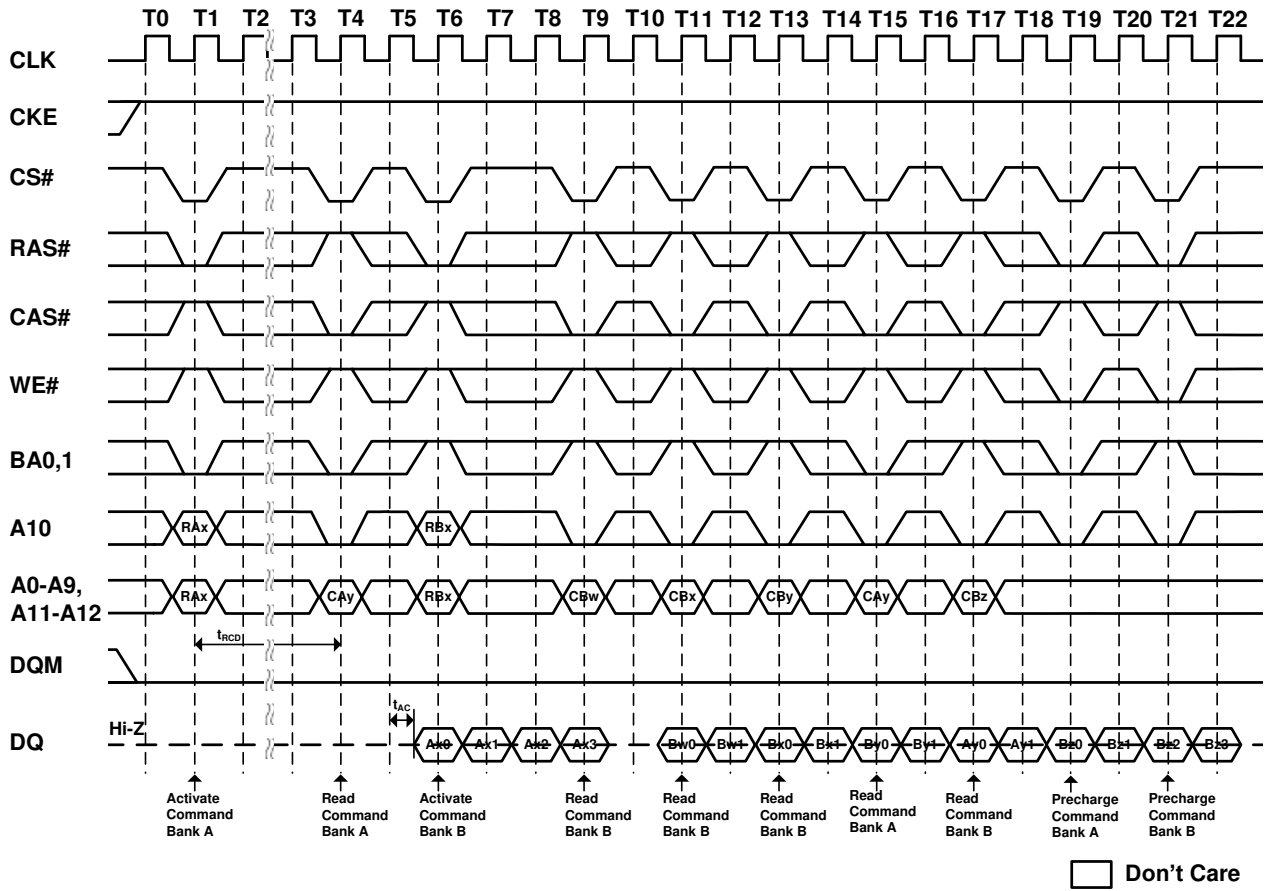 T0 T1 T2 T3 T4 T5 T6 T7 T8 T9 T10 T11 T12 T13 T14 T15 T16 T17 T18 T19 T20 T21 T22
CLK
CKE
CS#
RAS#
CAS#
WE#
BA0,1
A10
RAx RBx
A0-A9,
A11-A12
RAx CAy RBx CBw CBx CBy CAy CBz
tRCD
DQM
tAC
Hi-Z
DQ
Ax0 Ax1 Ax2 Ax3 Bw0 Bw1 Bx0 Bx1 By0 By1 Ay0 Ay1 Bz0 Bz1 Bz2 Bz3
Activate
Command
Bank A
Read
Command
Bank A
Activate
Command
Bank B
Read
Command
Bank B
Read
Command
Bank B
Read
Command
Bank B
Read
Command
Bank A
Read
Command
Bank B
Precharge
Command
Bank A
Precharge
Command
Bank B
Don't Care